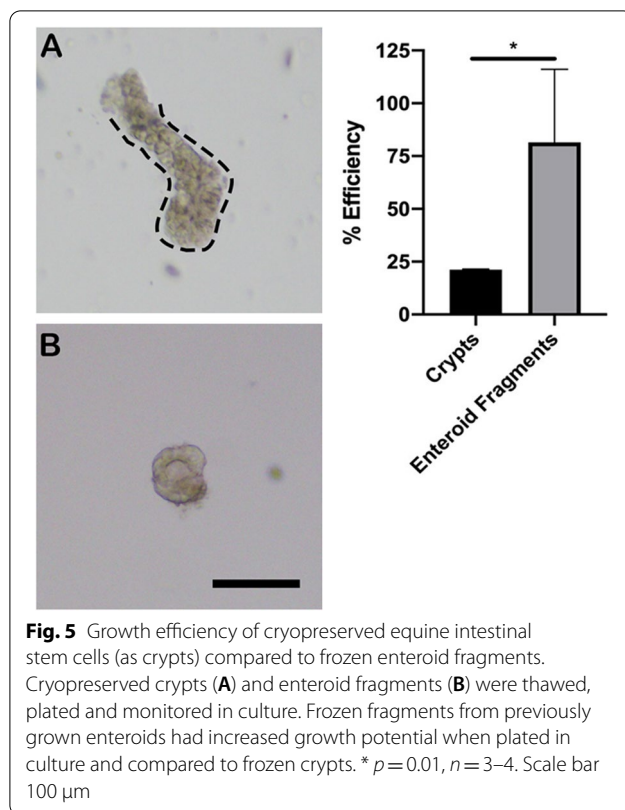 A
B
125
100
75
50
25
0
% Efficiency
*
Crypts
Enteroid Fragments
Fig. 5 Growth efficiency of cryopreserved equine intestinal
stem cells (as crypts) compared to frozen enteroid fragments.
Cryopreserved crypts (A) and enteroid fragments (B) were thawed,
plated and monitored in culture. Frozen fragments from previously
grown enteroids had increased growth potential when plated in
culture and compared to frozen crypts. * p = 0.01, n = 3–4. Scale bar
100 μm